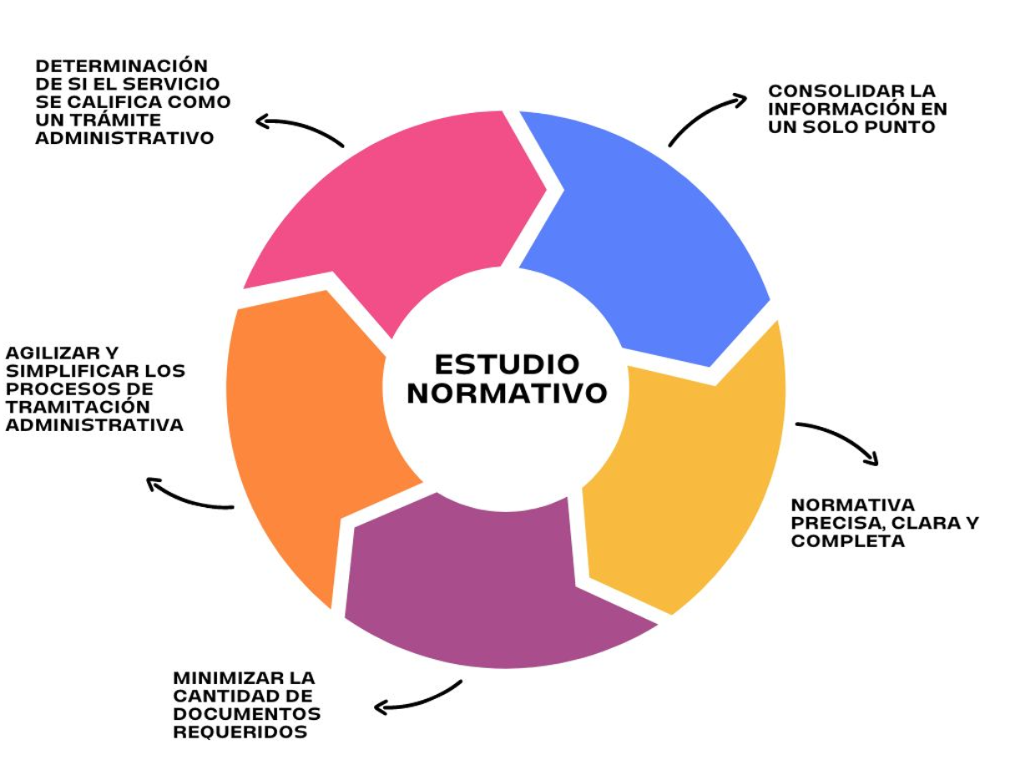 DETERMINACIÓN
DE SI EL SERVICIO
SE CALIFICA COMO
UN TRÁMITE
ADMINISTRATIVO
CONSOLIDAR LA
INFORMACIÓN EN
UN SOLO PUNTO
ESTUDIO
NORMATIVO
AGILIZAR Y
SIMPLIFICAR LOS
PROCESOS DE
TRAMITACIÓN
ADMINISTRATIVA
NORMATIVA
PRECISA, CLARA Y
COMPLETA
MINIMIZAR LA
CANTIDAD DE
DOCUMENTOS
REQUERIDOS